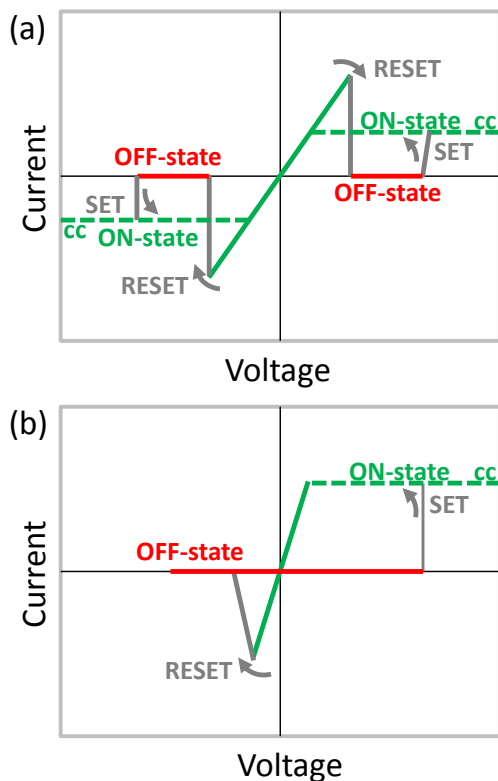 (a)
RESET
ON-state cc
SET
OFF-state
OFF-state
SET
cc
ON-state
RESET
Current
Voltage
(b)
ON-state cc
SET
OFF-state
RESET
Current
Voltage